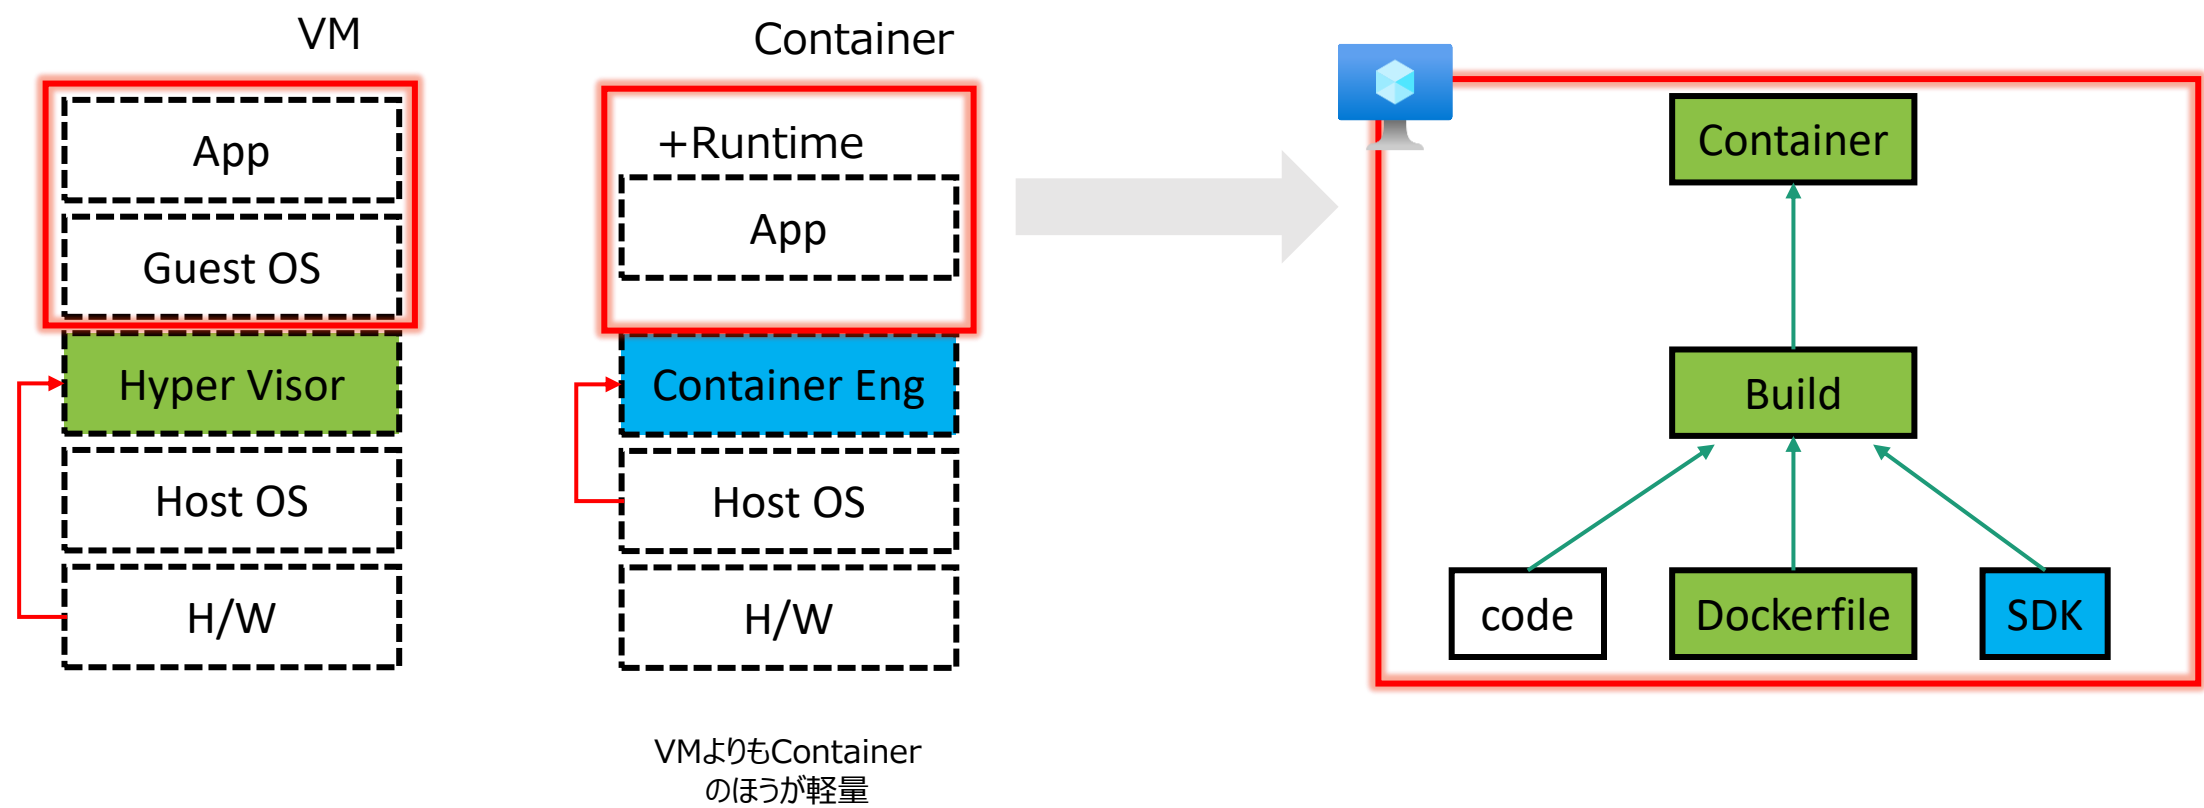 VM
App
Guest OS
Hyper Visor
Host OS
H/W
Container
+Runtime
App
Container Eng
Host OS
H/W
VMよりもContainer
のほうが軽量
Container
Build
code
Dockerfile
SDK